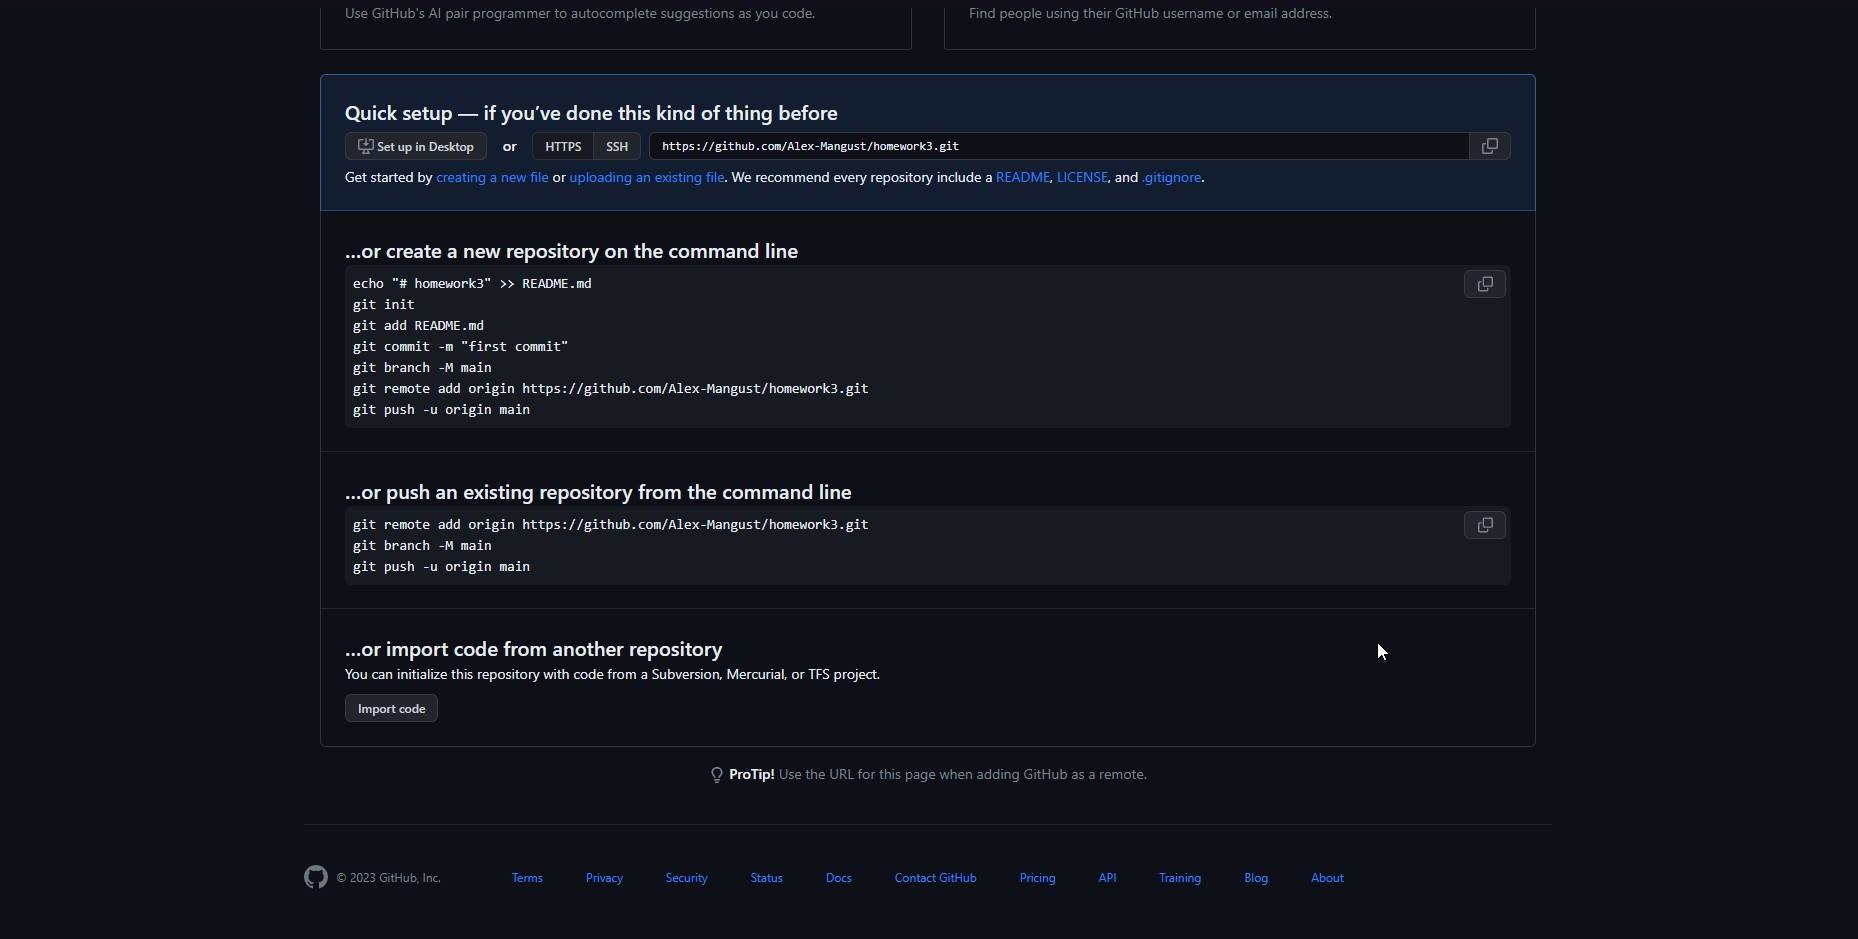 Use GitHub's AI pair programmer to autocomplete suggestions as you code.
Find people using their GitHub username or email address.
Quick setup — if you've done this kind of thing before
Set up in Desktop or HTTPS SSH https://github.com/Alex-Mangust/homework3.git
Get started by creating a new file or uploading an existing file. We recommend every repository include a README, LICENSE, and .gitignore.
…or create a new repository on the command line
echo "# homework3" >> README.md
git init
git add README.md
git commit -m "first commit"
git branch -M main
git remote add origin https://github.com/Alex-Mangust/homework3.git
git push -u origin main
…or push an existing repository from the command line
git remote add origin https://github.com/Alex-Mangust/homework3.git
git branch -M main
git push -u origin main
…or import code from another repository
You can initialize this repository with code from a Subversion, Mercurial, or TFS project.
Import code
ProTip! Use the URL for this page when adding GitHub as a remote.
© 2023 GitHub, Inc. Terms Privacy Security Status Docs Contact GitHub Pricing API Training Blog About